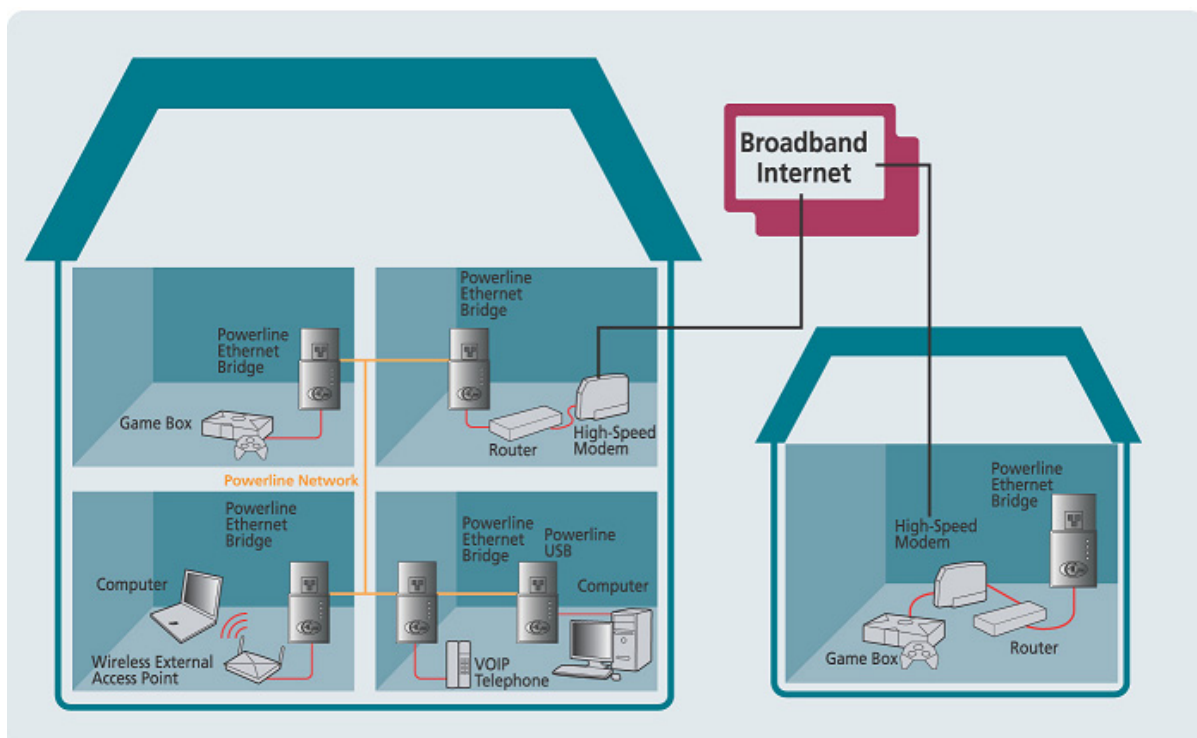 Broadband
Internet
Powerline
Ethernet
Bridge
Game Box
Powerline
Ethernet
Bridge
Router
High-Speed
Modem
Powerline Network
Powerline
Ethernet
Bridge
Computer
Wireless External
Access Point
Powerline
Ethernet
Bridge
Powerline
USB
Computer
VOIP
Telephone
Powerline
Ethernet
Bridge
High-Speed
Modem
Game Box
Router